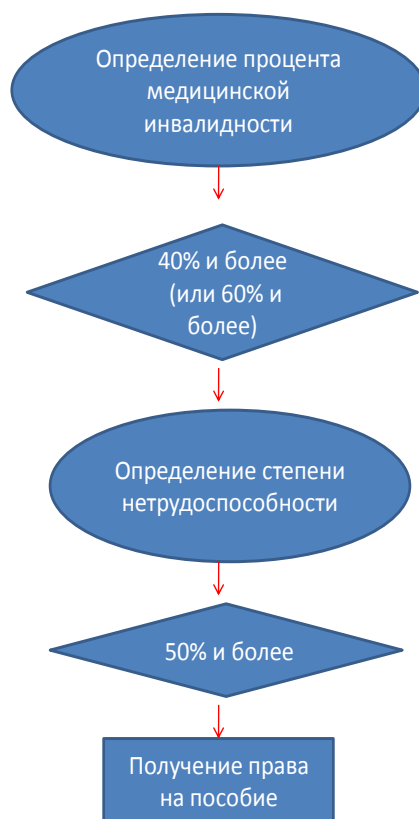 Определение процента
медицинской
инвалидности
40% и более
(или 60% и
более)
Определение степени
нетрудоспособности
50% и более
Получение права
на пособие